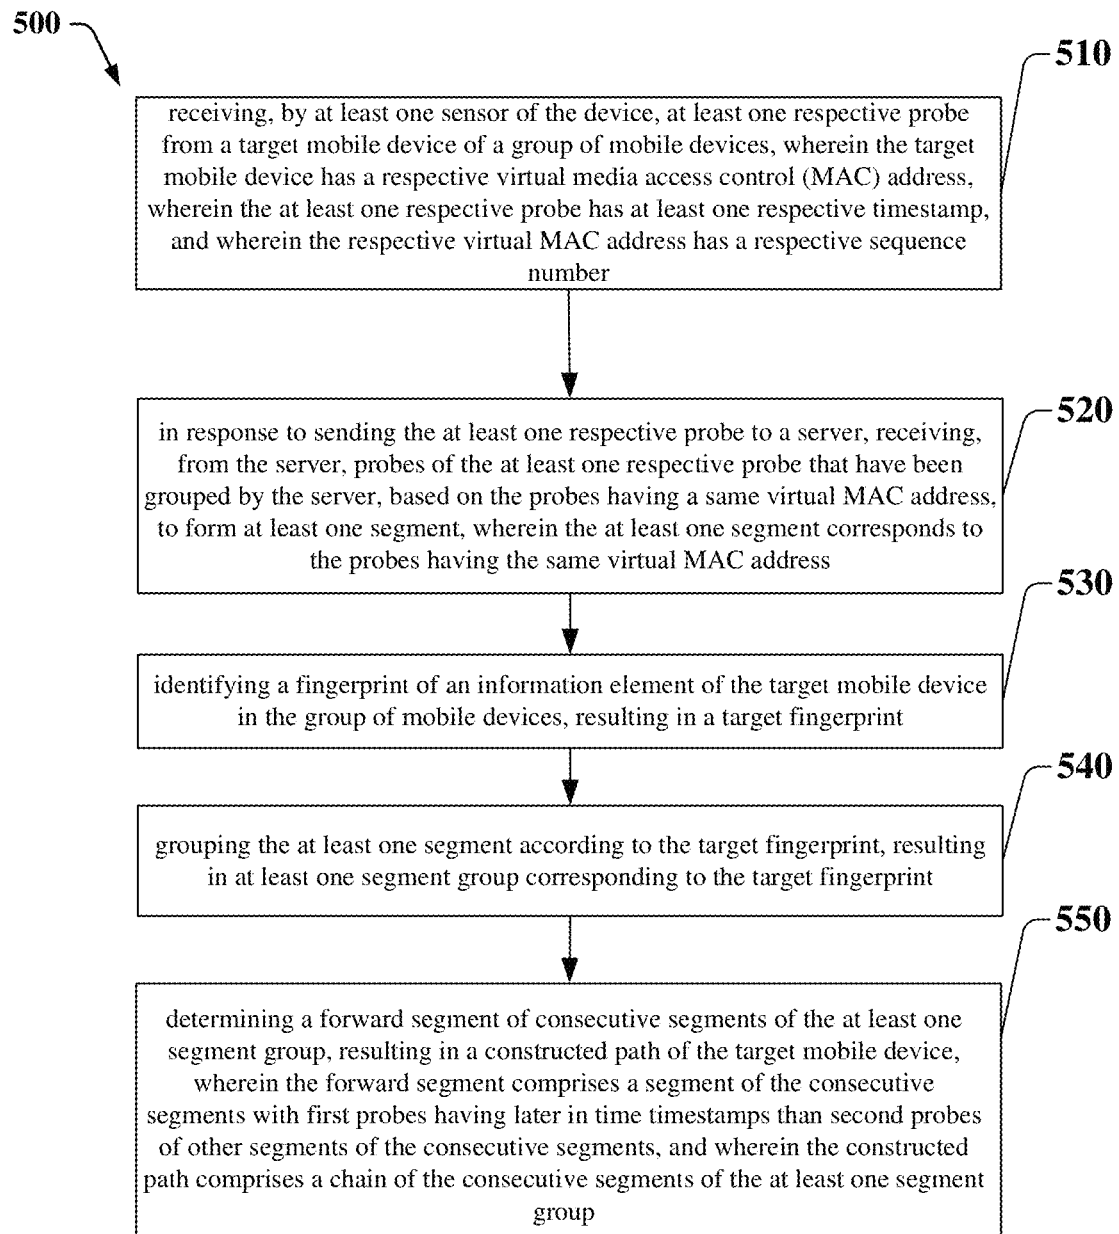 500
510
receiving, by at least one sensor of the device, at least one respective probe
from a target mobile device of a group of mobile devices, wherein the target
mobile device has a respective virtual media access control (MAC) address,
wherein the at least one respective probe has at least one respective timestamp,
and wherein the respective virtual MAC address has a respective sequence
number
520
in response to sending the at least one respective probe to a server, receiving,
from the server, probes of the at least one respective probe that have been
grouped by the server, based on the probes having a same virtual MAC address,
to form at least one segment, wherein the at least one segment corresponds to
the probes having the same virtual MAC address
530
identifying a fingerprint of an information element of the target mobile device
in the group of mobile devices, resulting in a target fingerprint
540
grouping the at least one segment according to the target fingerprint, resulting
in at least one segment group corresponding to the target fingerprint
550
determining a forward segment of consecutive segments of the at least one
segment group, resulting in a constructed path of the target mobile device,
wherein the forward segment comprises a segment of the consecutive
segments with first probes having later in time timestamps than second probes
of other segments of the consecutive segments, and wherein the constructed
path comprises a chain of the consecutive segments of the at least one segment
group